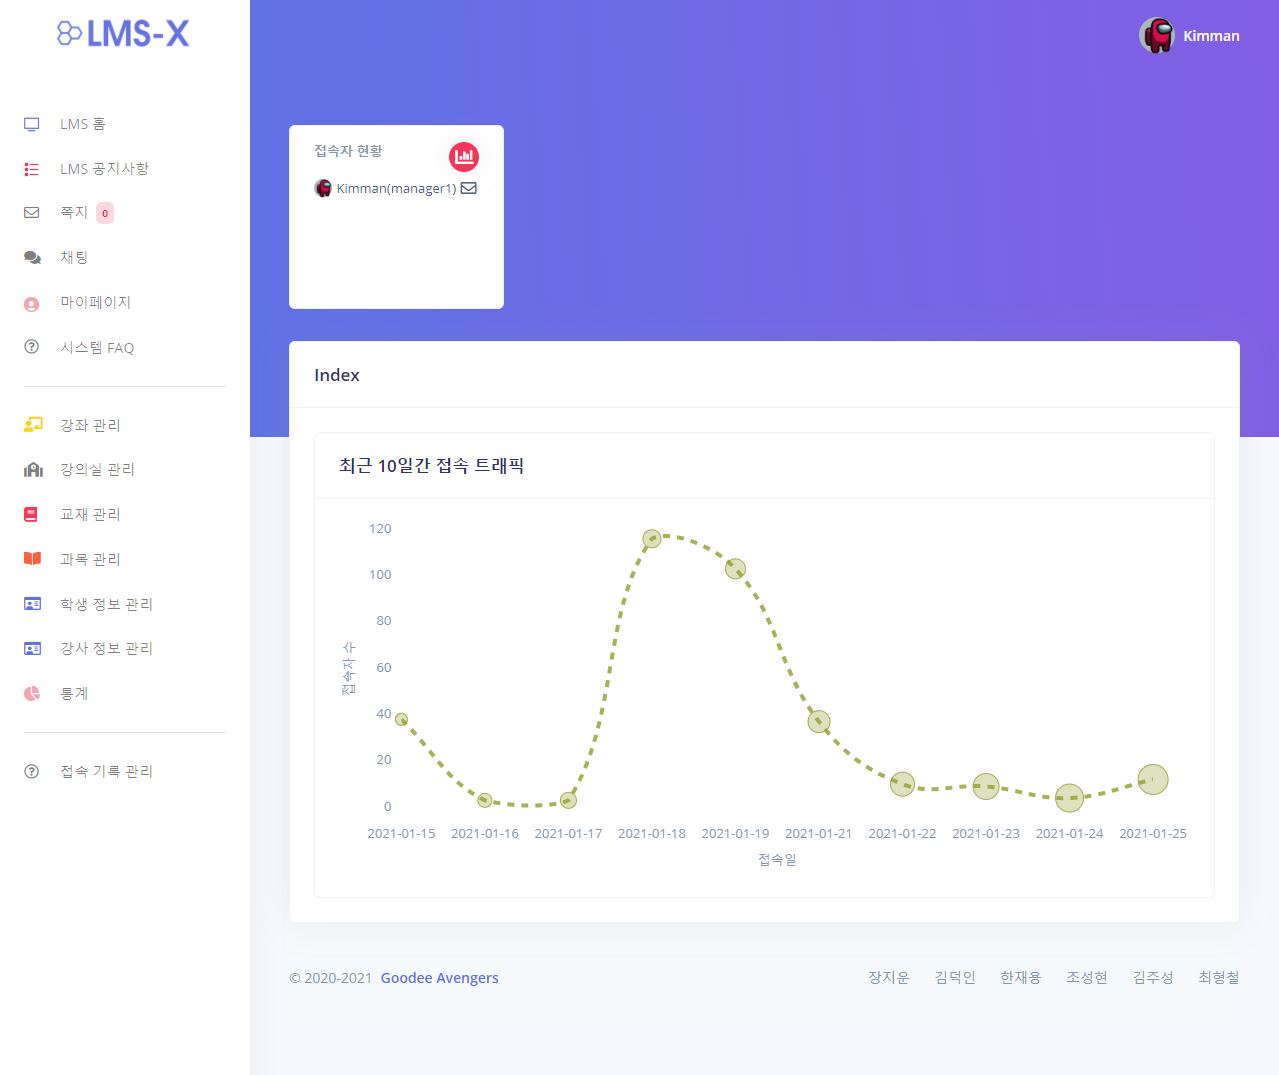 LMS-X
Kimman
LMS 홈
LMS 공지사항
쪽지 0
채팅
마이페이지
시스템 FAQ
강좌 관리
강의실 관리
교재 관리
과목 관리
학생 정보 관리
강사 정보 관리
통계
접속 기록 관리
접속자 현황
Kimman(manager1)
Index
최근 10일간 접속 트래픽
120
100
80
60
40
20
0
접속자 수
2021-01-15 2021-01-16 2021-01-17 2021-01-18 2021-01-19 2021-01-21 2021-01-22 2021-01-23 2021-01-24 2021-01-25
접속일
© 2020-2021 Goodee Avengers
장지운 김덕인 한재용 조성현 김주성 최형철